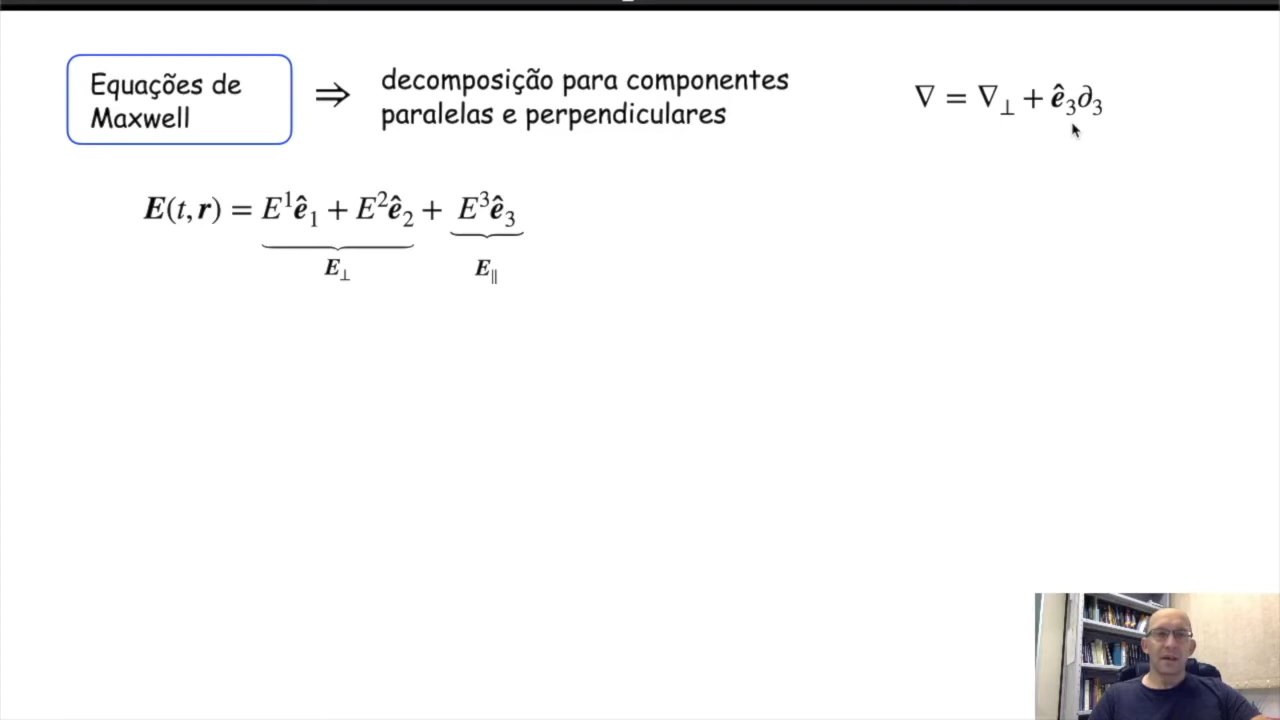 Equações de
Maxwell
⇒
decomposição para componentes
paralelas e perpendiculares
∇ = ∇⊥ + ê₃∂₃
E(t, r) = E¹ê₁ + E²ê₂ + E³ê₃
E⊥
E∥